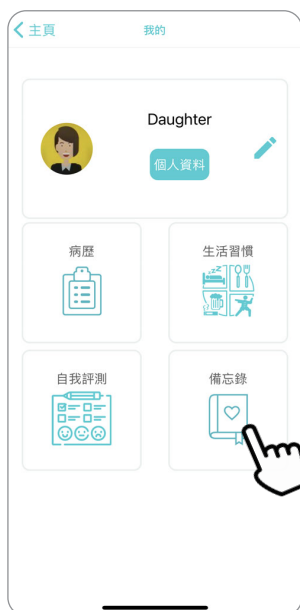 主頁
我的
Daughter
個人資料
病歷
生活習慣
自我評測
備忘錄